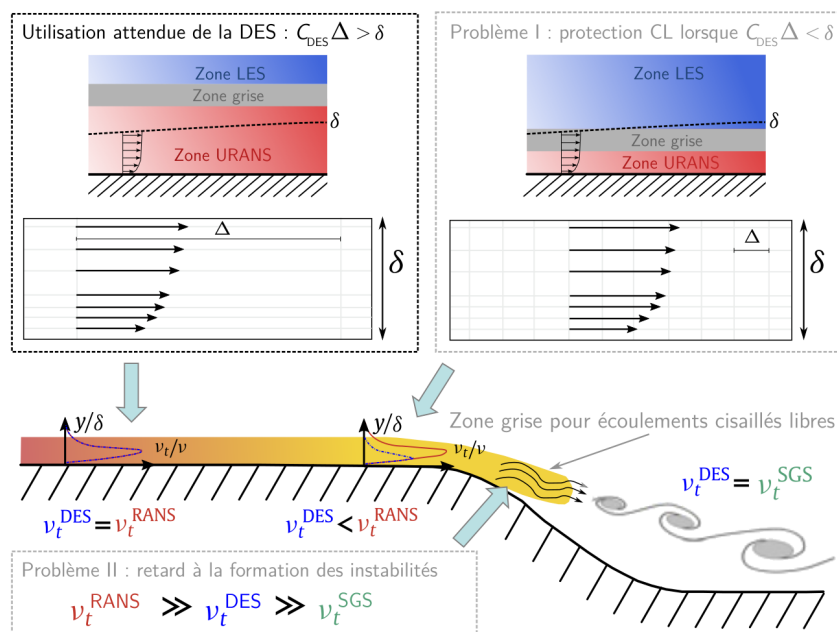 Utilisation attendue de la DES : C_DES Δ > δ
Zone LES
Zone grise
δ
Zone URANS
Δ
δ
Problème I : protection CL lorsque C_DES Δ < δ
Zone LES
δ
Zone grise
Zone URANS
Δ
δ
y/δ
ν_t/ν
y/δ
ν_t/ν
Zone grise pour écoulements cisaillés libres
ν_t^DES = ν_t^RANS
ν_t^DES < ν_t^RANS
ν_t^DES = ν_t^SGS
Problème II : retard à la formation des instabilités
ν_t^RANS ≫ ν_t^DES ≫ ν_t^SGS